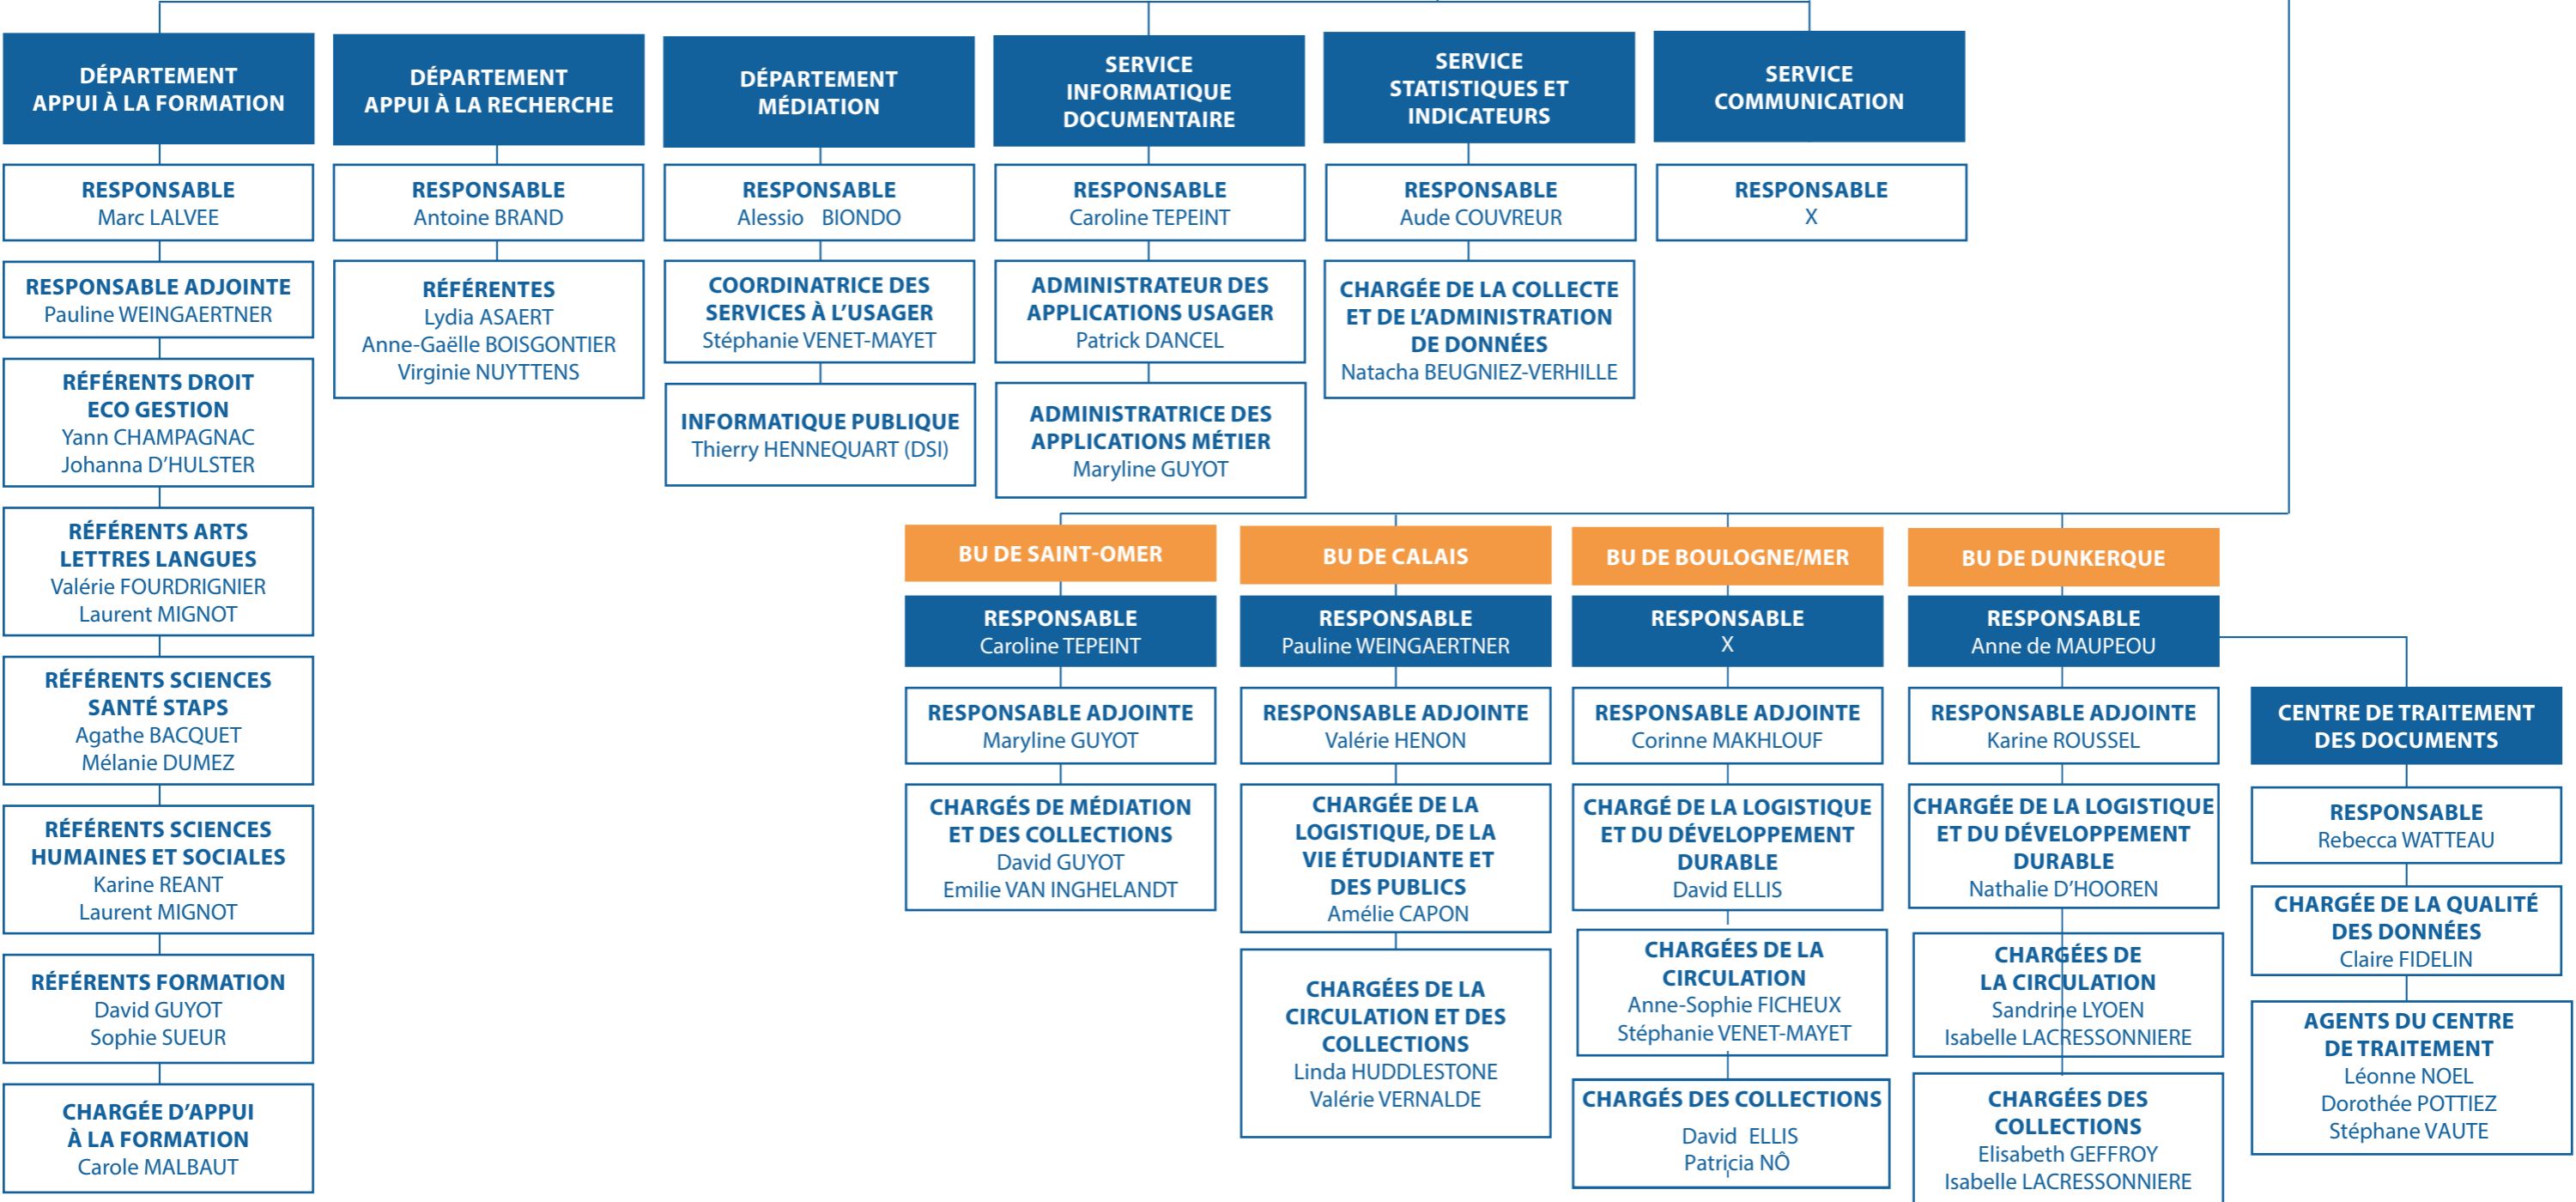 DÉPARTEMENT
APPUI À LA FORMATION
RESPONSABLE
Marc LALVEE
RESPONSABLE ADJOINTE
Pauline WEINGAERTNER
RÉFÉRENTS DROIT
ECO GESTION
Yann CHAMPAGNAC
Johanna D’HULSTER
RÉFÉRENTS ARTS
LETTRES LANGUES
Valérie FOURDRIGNIER
Laurent MIGNOT
RÉFÉRENTS SCIENCES
SANTÉ STAPS
Agathe BACQUET
Mélanie DUMEZ
RÉFÉRENTS SCIENCES
HUMAINES ET SOCIALES
Karine REANT
Laurent MIGNOT
RÉFÉRENTS FORMATION
David GUYOT
Sophie SUEUR
CHARGÉE D’APPUI
À LA FORMATION
Carole MALBAUT
DÉPARTEMENT
APPUI À LA RECHERCHE
RESPONSABLE
Antoine BRAND
RÉFÉRENTES
Lydia ASAERT
Anne-Gaëlle BOISGONTIER
Virginie NUYTTENS
DÉPARTEMENT
MÉDIATION
RESPONSABLE
Alessio BIONDO
COORDINATRICE DES
SERVICES À L’USAGER
Stéphanie VENET-MAYET
INFORMATIQUE PUBLIQUE
Thierry HENNEQUART (DSI)
SERVICE
INFORMATIQUE
DOCUMENTAIRE
RESPONSABLE
Caroline TEPEINT
ADMINISTRATEUR DES
APPLICATIONS USAGER
Patrick DANCEL
ADMINISTRATRICE DES
APPLICATIONS MÉTIER
Maryline GUYOT
SERVICE
STATISTIQUES ET
INDICATEURS
RESPONSABLE
Aude COUVREUR
CHARGÉE DE LA COLLECTE
ET DE L’ADMINISTRATION
DE DONNÉES
Natacha BEUGNIEZ-VERHILLE
SERVICE
COMMUNICATION
RESPONSABLE
X
BU DE SAINT-OMER
RESPONSABLE
Caroline TEPEINT
RESPONSABLE ADJOINTE
Maryline GUYOT
CHARGÉS DE MÉDIATION
ET DES COLLECTIONS
David GUYOT
Emilie VAN INGHELANDT
BU DE CALAIS
RESPONSABLE
Pauline WEINGAERTNER
RESPONSABLE ADJOINTE
Valérie HENON
CHARGÉE DE LA
LOGISTIQUE, DE LA
VIE ÉTUDIANTE ET
DES PUBLICS
Amélie CAPON
CHARGÉES DE LA
CIRCULATION ET DES
COLLECTIONS
Linda HUDDLESTONE
Valérie VERNALDE
BU DE BOULOGNE/MER
RESPONSABLE
X
RESPONSABLE ADJOINTE
Corinne MAKHLOUF
CHARGÉ DE LA LOGISTIQUE
ET DU DÉVELOPPEMENT
DURABLE
David ELLIS
CHARGÉES DE LA
CIRCULATION
Anne-Sophie FICHEUX
Stéphanie VENET-MAYET
CHARGÉS DES COLLECTIONS
David ELLIS
Patricia NÔ
BU DE DUNKERQUE
RESPONSABLE
Anne de MAUPEOU
RESPONSABLE ADJOINTE
Karine ROUSSEL
CHARGÉE DE LA LOGISTIQUE
ET DU DÉVELOPPEMENT
DURABLE
Nathalie D’HOOREN
CHARGÉES DE
LA CIRCULATION
Sandrine LYOEN
Isabelle LACRESSONNIERE
CHARGÉES DES
COLLECTIONS
Elisabeth GEFFROY
Isabelle LACRESSONNIERE
CENTRE DE TRAITEMENT
DES DOCUMENTS
RESPONSABLE
Rebecca WATTEAU
CHARGÉE DE LA QUALITÉ
DES DONNÉES
Claire FIDELIN
AGENTS DU CENTRE
DE TRAITEMENT
Léonne NOEL
Dorothée POTTIEZ
Stéphane VAUTE